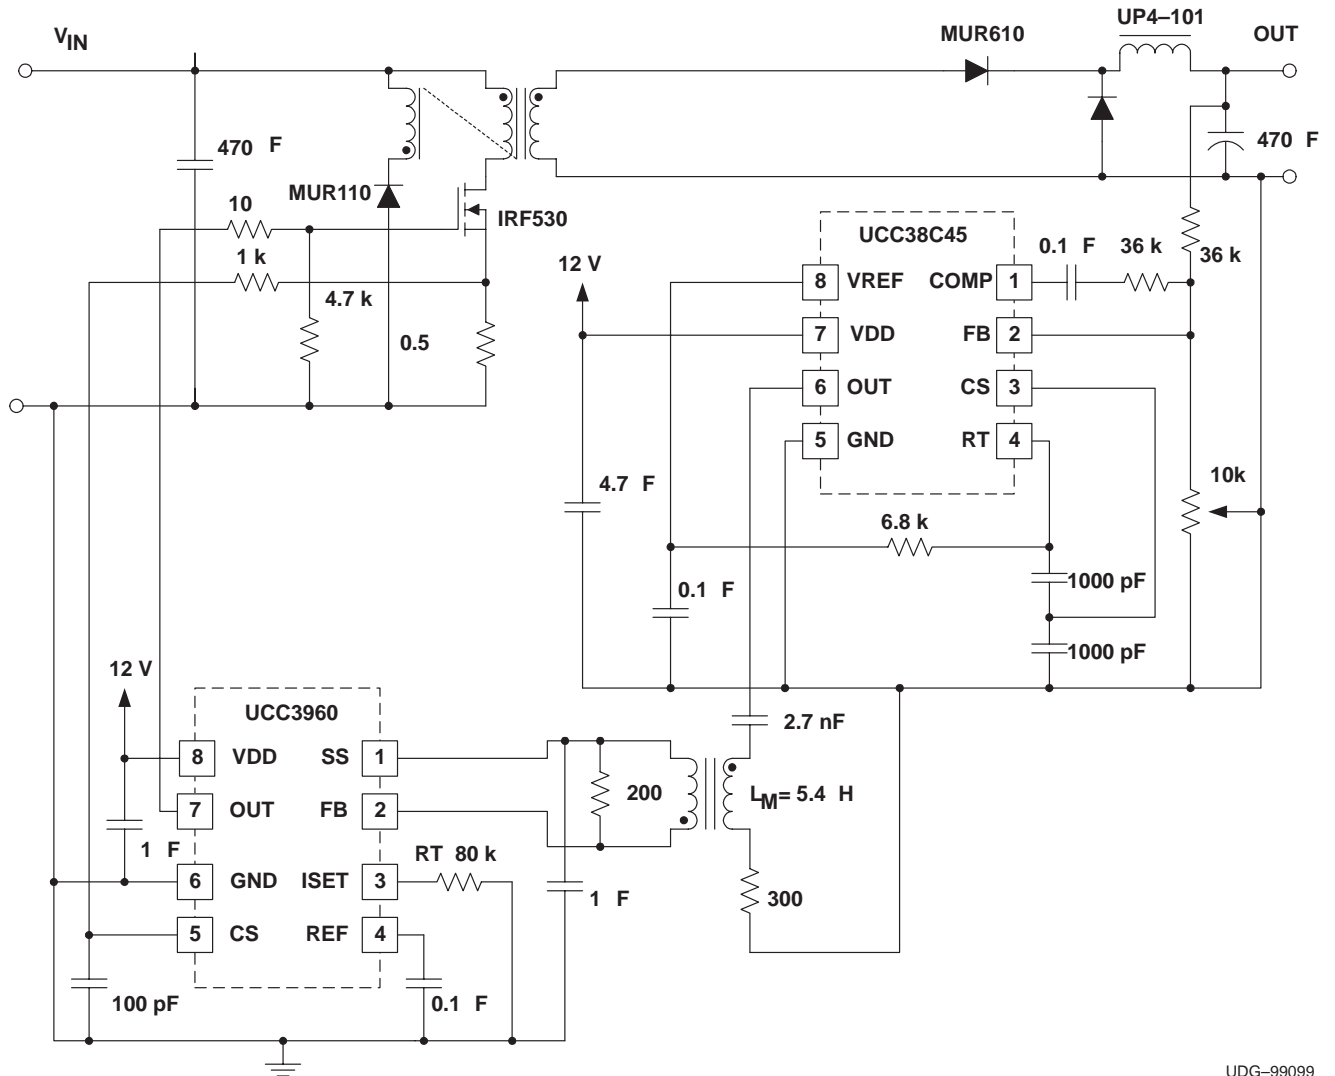 UP4–101
VIN
MUR610
OUT
470 F
470 F
MUR110
10
IRF530
UCC38C45
1 k
0.1 F
36 k
36 k
12 V
8 VREF COMP 1
4.7 k
0.5
7 VDD FB 2
6 OUT CS 3
5 GND RT 4
10k
4.7 F
6.8 k
1000 pF
0.1 F
1000 pF
12 V
UCC3960
2.7 nF
8 VDD SS 1
200
LM= 5.4 H
7 OUT FB 2
1 F
RT 80 k
6 GND ISET 3
1 F
300
5 CS REF 4
100 pF
0.1 F
UDG–99099